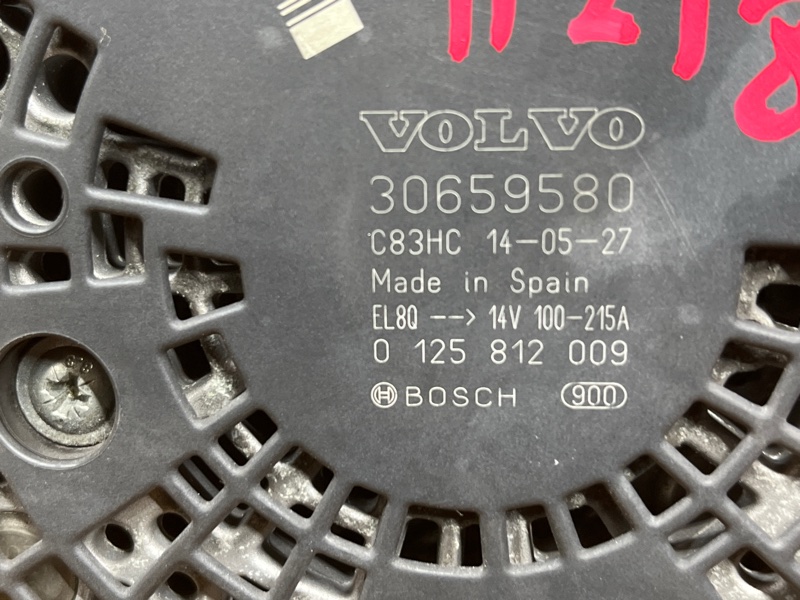 VOLVO
30659580
C83HC 14-05-27
Made in Spain
EL8Q --> 14V 100-215A
0 125 812 009
BOSCH 900